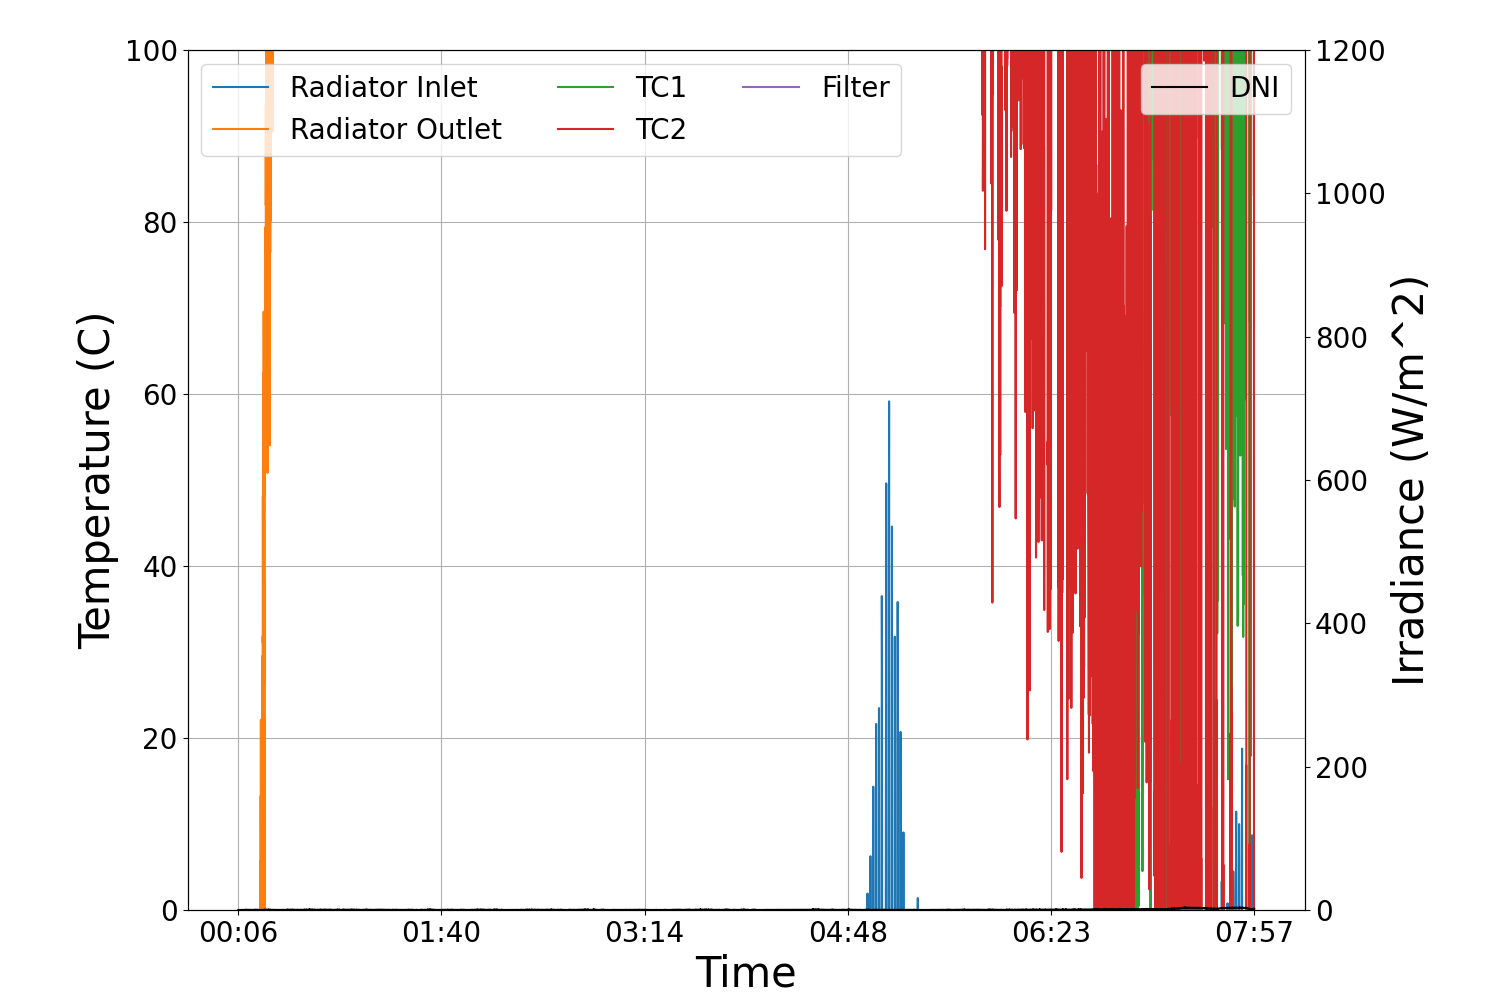 Radiator Inlet
Radiator Outlet
TC1
TC2
Filter
DNI
100
80
60
40
20
0
Temperature (C)
1200
1000
800
600
400
200
0
Irradiance (W/m^2)
00:06 01:40 03:14 04:48 06:23 07:57
Time